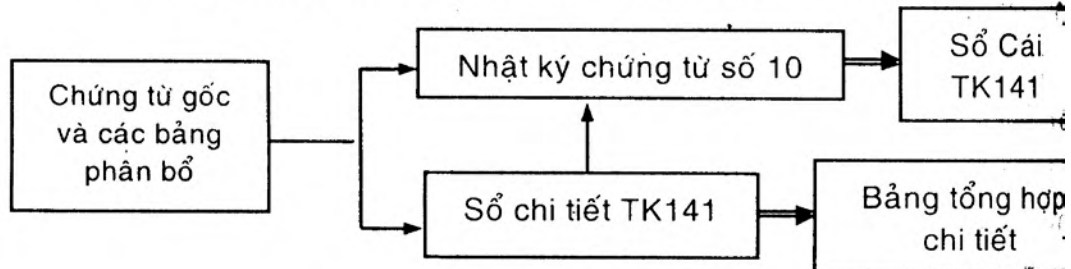 Chứng từ gốc
và các bảng
phân bổ
Nhật ký chứng từ số 10
Sổ Cái
TK141
Sổ chi tiết TK141
Bảng tổng hợp
chi tiết